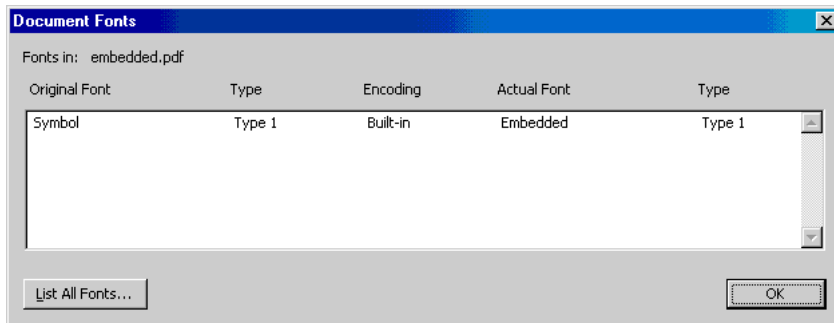 Document Fonts
Fonts in: embedded.pdf
Original Font Type Encoding Actual Font Type
Symbol Type 1 Built-in Embedded Type 1
List All Fonts... OK